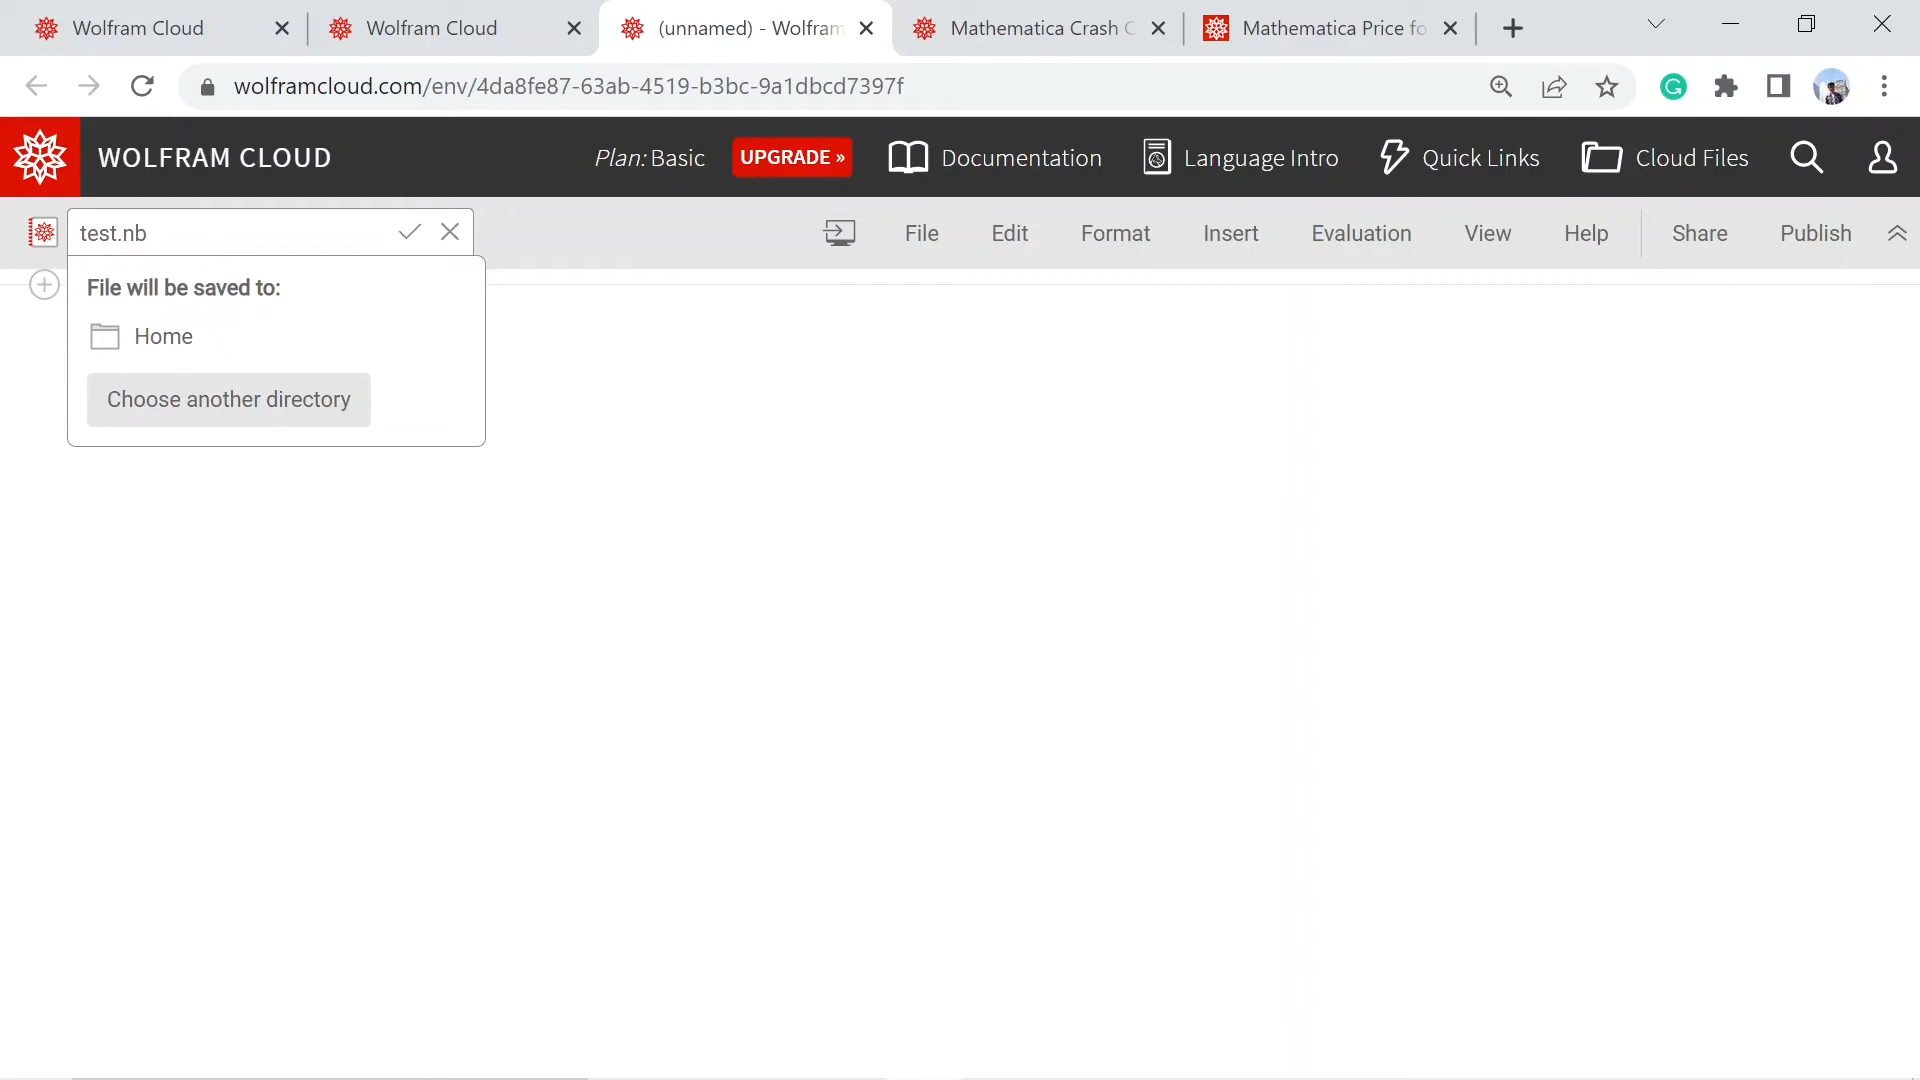 Wolfram Cloud
Wolfram Cloud
(unnamed) - Wolfram
Mathematica Crash C
Mathematica Price fo
wolframcloud.com/env/4da8fe87-63ab-4519-b3bc-9a1dbcd7397f
WOLFRAM CLOUD
Plan: Basic
UPGRADE »
Documentation
Language Intro
Quick Links
Cloud Files
test.nb
File
Edit
Format
Insert
Evaluation
View
Help
Share
Publish
File will be saved to:
Home
Choose another directory